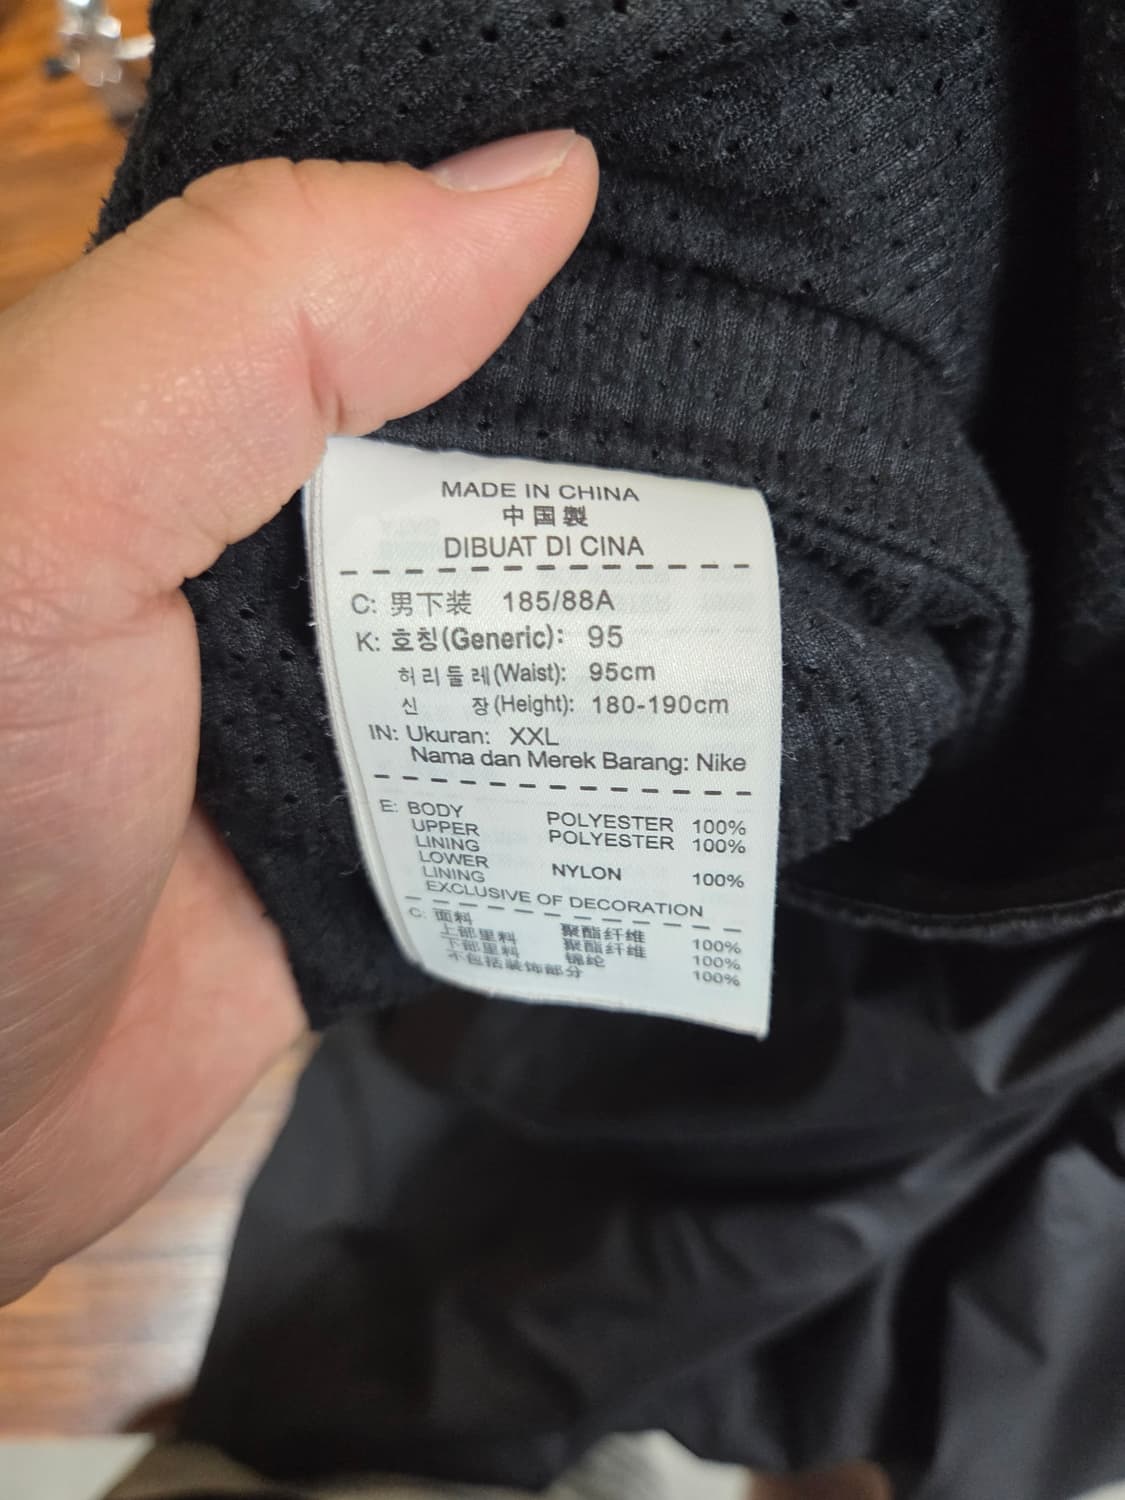 MADE IN CHINA
中国製
DIBUAT DI CINA
C: 男下装 185/88A
K: 호칭(Generic): 95
허리둘레(Waist): 95cm
신 장(Height): 180-190cm
IN: Ukuran: XXL
Nama dan Merek Barang: Nike
E: BODY POLYESTER 100%
UPPER LINING POLYESTER 100%
LOWER LINING NYLON 100%
EXCLUSIVE OF DECORATION
C: 面料 聚酯纤维 100%
上部里料 聚酯纤维 100%
下部里料 锦纶 100%
不包括装饰部分